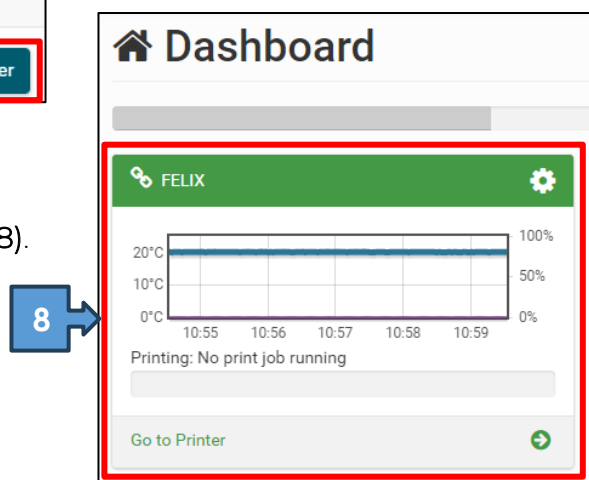 er
Dashboard
FELIX
8).
20°C
10°C
0°C
100%
50%
0%
10:55 10:56 10:57 10:58 10:59
8
Printing: No print job running
Go to Printer